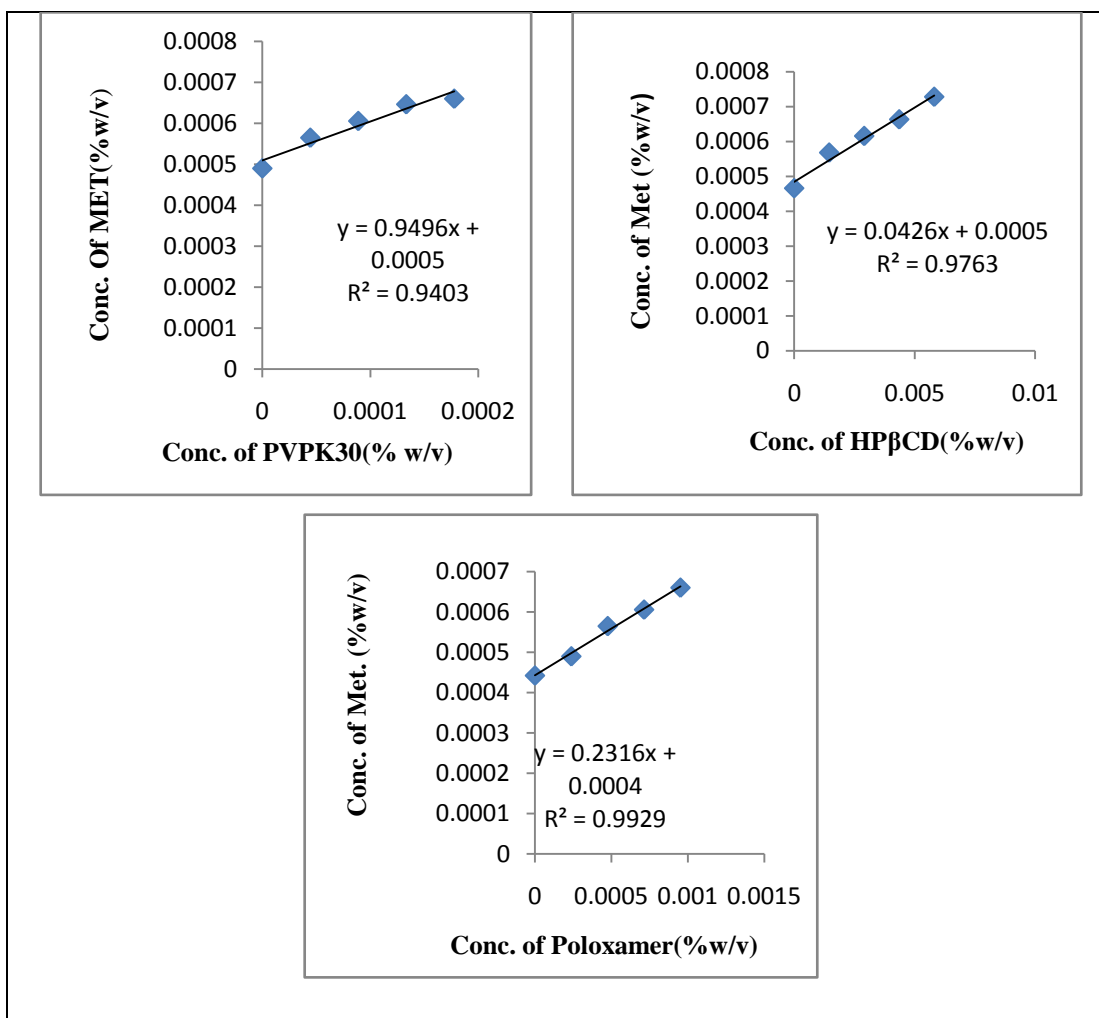 Conc. Of MET(%w/v)
0.0008
0.0007
0.0006
0.0005
0.0004
0.0003
0.0002
0.0001
0
y = 0.9496x +
0.0005
R² = 0.9403
0 0.0001 0.0002
Conc. of PVPK30(% w/v)
Conc. of Met (%w/v)
0.0008
0.0007
0.0006
0.0005
0.0004
0.0003
0.0002
0.0001
0
y = 0.0426x + 0.0005
R² = 0.9763
0 0.005 0.01
Conc. of HPβCD(%w/v)
Conc. of Met. (%w/v)
0.0007
0.0006
0.0005
0.0004
0.0003
0.0002
0.0001
0
y = 0.2316x +
0.0004
R² = 0.9929
0 0.0005 0.001 0.0015
Conc. of Poloxamer(%w/v)